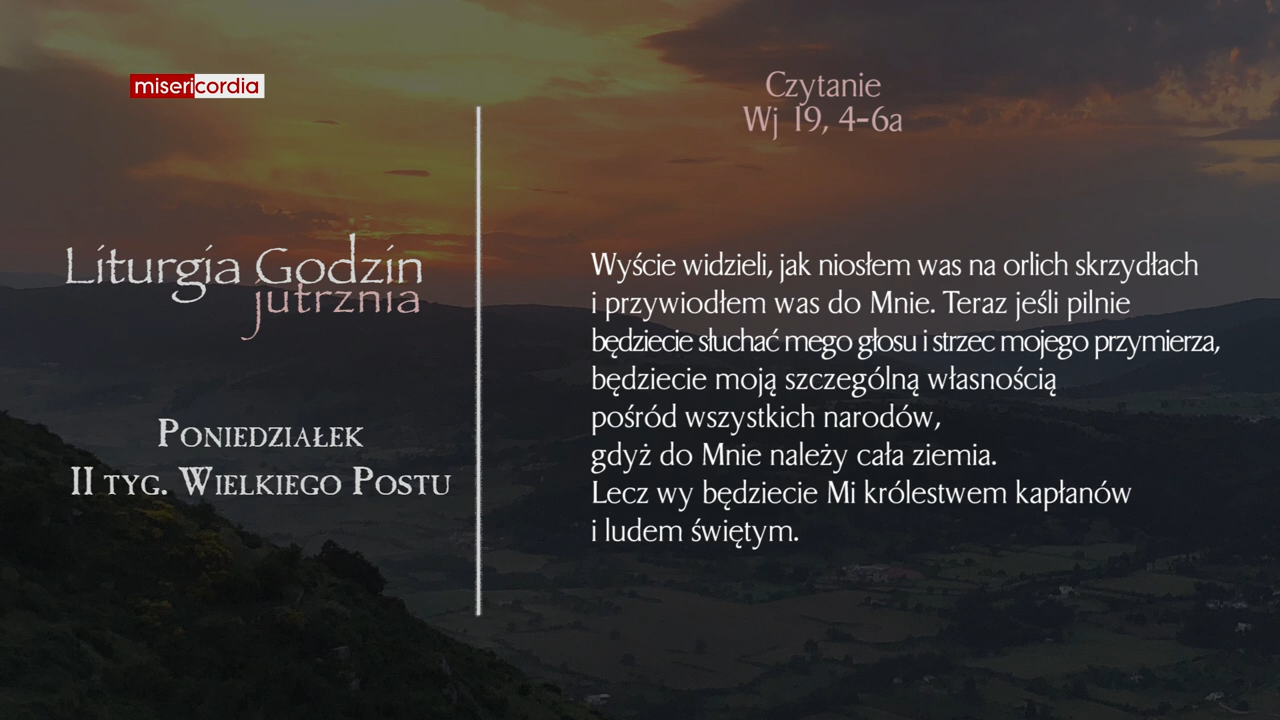 misericordia
Liturgia Godzin
jutrznia
Poniedziałek
II tyg. Wielkiego Postu
Czytanie
Wj 19, 4-6a
Wyście widzieli, jak niosłem was na orlich skrzydłach
i przywiodłem was do Mnie. Teraz jeśli pilnie
będziecie słuchać mego głosu i strzec mojego przymierza,
będziecie moją szczególną własnością
pośród wszystkich narodów,
gdyż do Mnie należy cała ziemia.
Lecz wy będziecie Mi królestwem kapłanów
i ludem świętym.